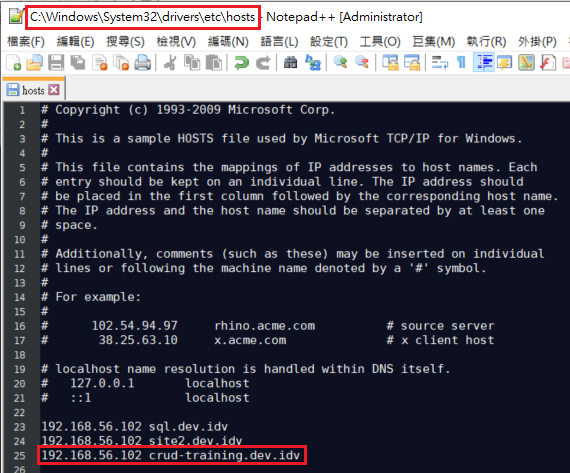 C:\Windows\System32\drivers\etc\hosts - Notepad++ [Administrator]
檔案(F) 編輯(E) 搜尋(S) 檢視(V) 編碼(N) 語言(L) 設定(T) 工具(O) 巨集(M) 執行(R) 外掛(P)
hosts
1 # Copyright (c) 1993-2009 Microsoft Corp.
2 #
3 # This is a sample HOSTS file used by Microsoft TCP/IP for Windows.
4 #
5 # This file contains the mappings of IP addresses to host names. Each
6 # entry should be kept on an individual line. The IP address should
7 # be placed in the first column followed by the corresponding host name.
8 # The IP address and the host name should be separated by at least one
9 # space.
10 #
11 # Additionally, comments (such as these) may be inserted on individual
12 # lines or following the machine name denoted by a '#' symbol.
13 #
14 # For example:
15 #
16 # 102.54.94.97 rhino.acme.com # source server
17 # 38.25.63.10 x.acme.com # x client host
18
19 # localhost name resolution is handled within DNS itself.
20 # 127.0.0.1 localhost
21 # ::1 localhost
22
23 192.168.56.102 sql.dev.idv
24 192.168.56.102 site2.dev.idv
25 192.168.56.102 crud-training.dev.idv
26